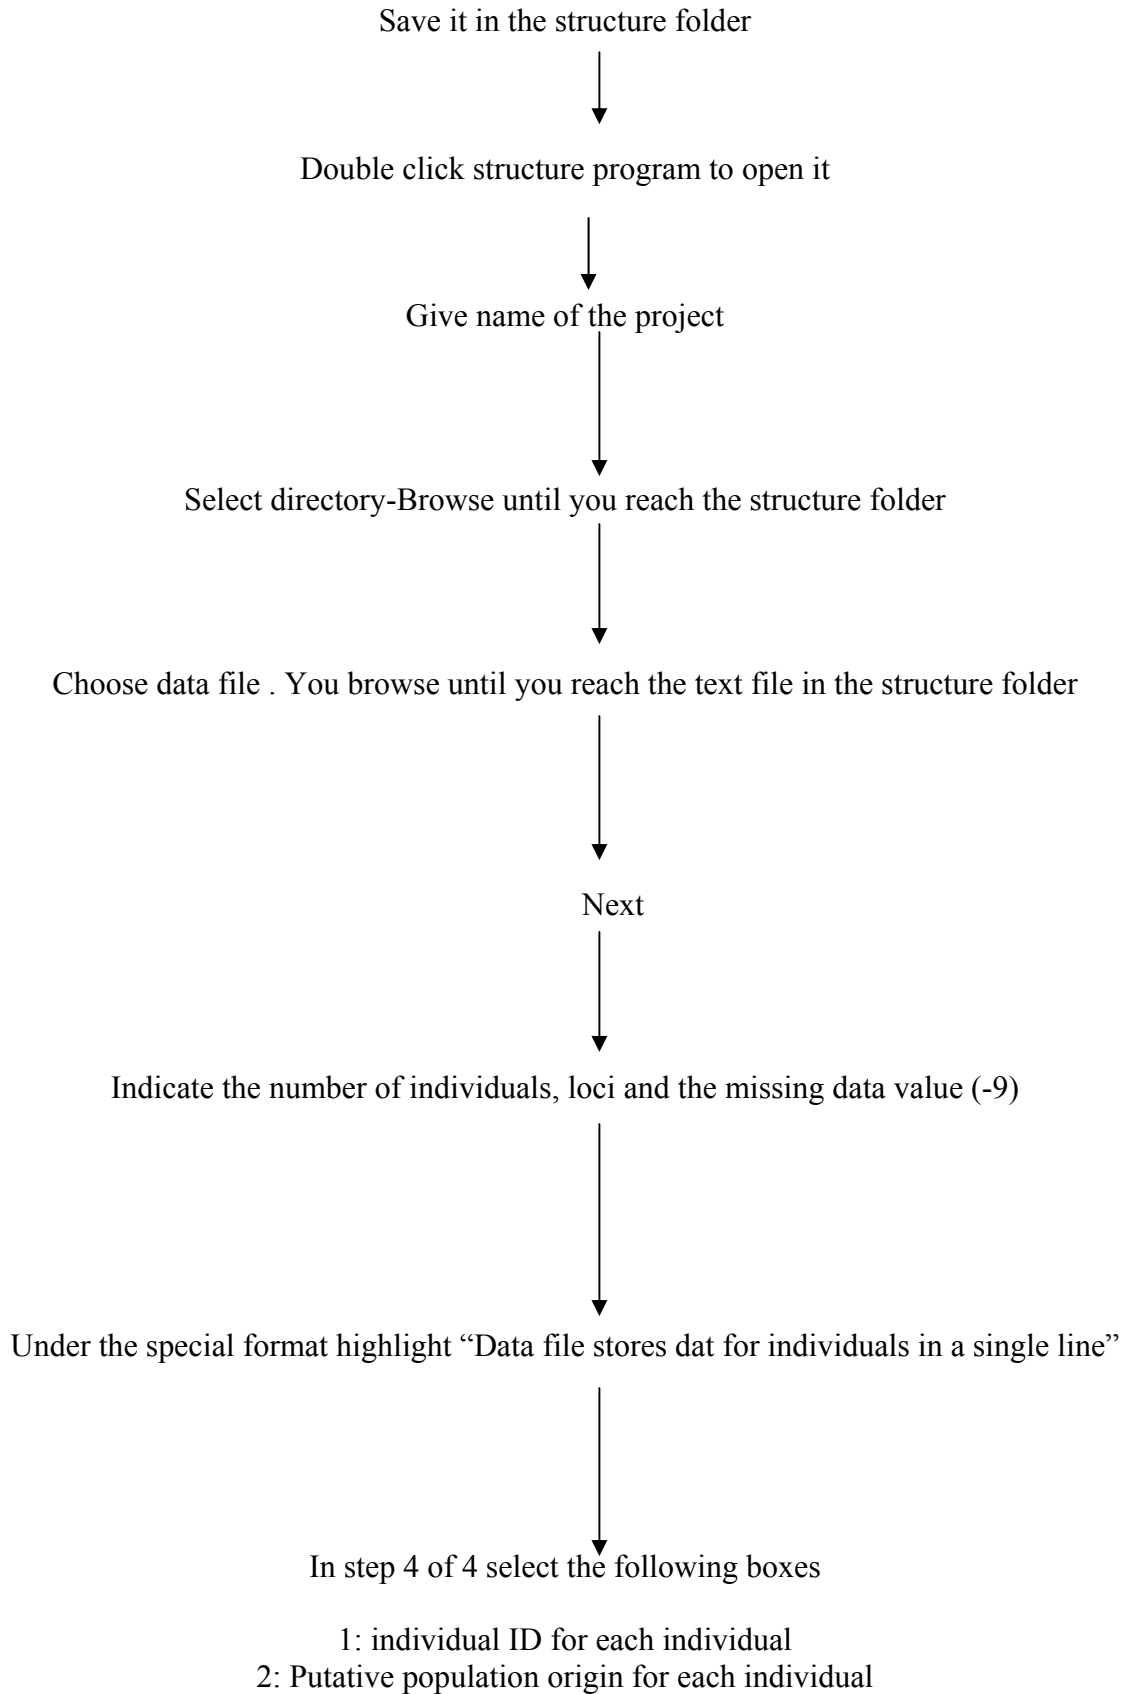 Save it in the structure folder
Double click structure program to open it
Give name of the project
Select directory-Browse until you reach the structure folder
Choose data file . You browse until you reach the text file in the structure folder
Next
Indicate the number of individuals, loci and the missing data value (-9)
Under the special format highlight “Data file stores dat for individuals in a single line”
In step 4 of 4 select the following boxes
1: individual ID for each individual
2: Putative population origin for each individual